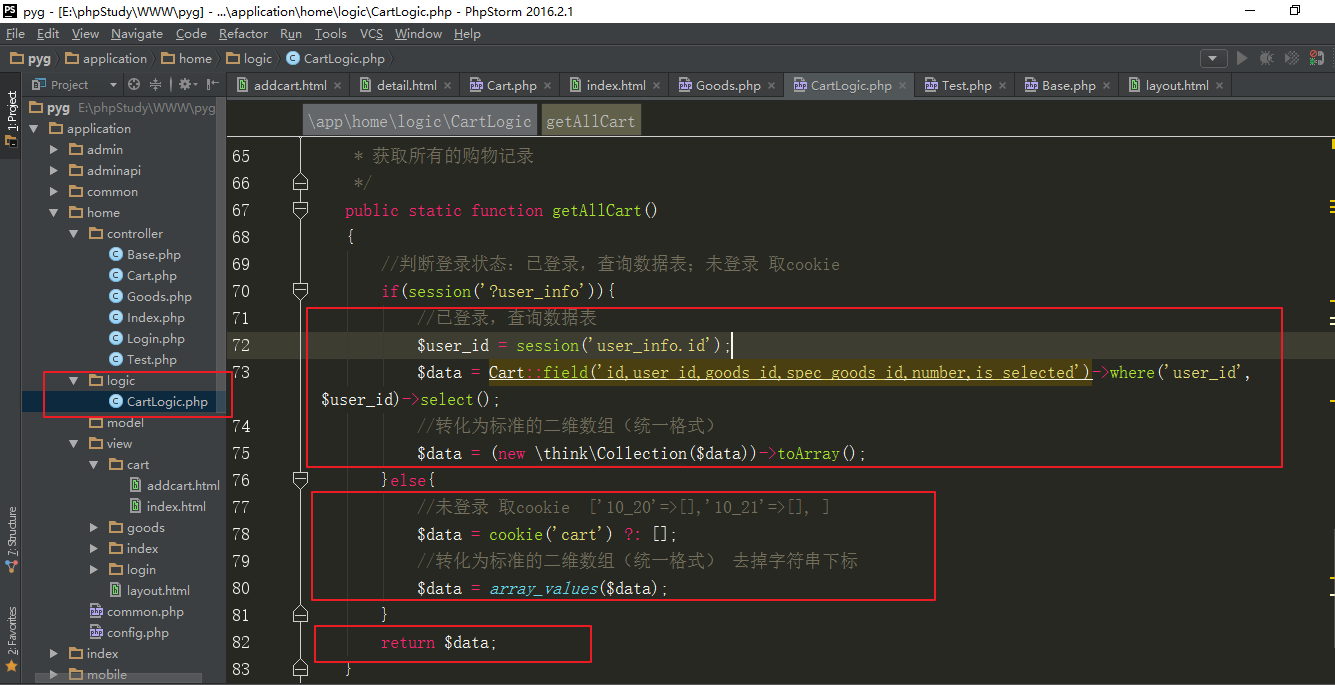 pyg - [E:\phpStudy\WWW\pyg] - ...\application\home\logic\CartLogic.php - PhpStorm 2016.2.1
File Edit View Navigate Code Refactor Run Tools VCS Window Help
pyg application home logic CartLogic.php
Project
addcart.html detail.html Cart.php index.html Goods.php CartLogic.php Test.php Base.php layout.html
1: Project
7: Structure
2: Favorites
pyg E:\phpStudy\WWW\pyg
application
admin
adminapi
common
home
controller
Base.php
Cart.php
Goods.php
Index.php
Login.php
Test.php
logic
CartLogic.php
model
view
cart
addcart.html
index.html
goods
index
login
layout.html
common.php
config.php
index
mobile
\app\home\logic\CartLogic getAllCart
65 * 获取所有的购物记录
66 */
67 public static function getAllCart()
68 {
69 //判断登录状态：已登录，查询数据表；未登录 取cookie
70 if(session('?user_info')){
71 //已登录，查询数据表
72 $user_id = session('user_info.id');
73 $data = Cart::field('id,user_id,goods_id,spec_goods_id,number,is_selected')->where('user_id',
$user_id)->select();
74 //转化为标准的二维数组（统一格式）
75 $data = (new \think\Collection($data))->toArray();
76 }else{
77 //未登录 取cookie ['10_20'=>[],'10_21'=>[], ]
78 $data = cookie('cart') ?: [];
79 //转化为标准的二维数组（统一格式） 去掉字符串下标
80 $data = array_values($data);
81 }
82 return $data;
83 }